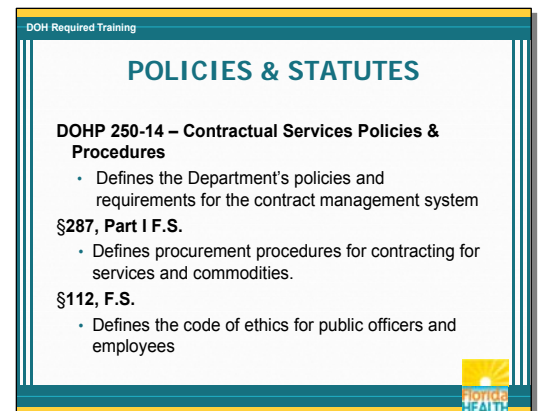 DOH Required Training
POLICIES & STATUTES
DOHP 250-14 – Contractual Services Policies &
Procedures
• Defines the Department's policies and
requirements for the contract management system
§287, Part I F.S.
• Defines procurement procedures for contracting for
services and commodities.
§112, F.S.
• Defines the code of ethics for public officers and
employees
Florida
HEALTH